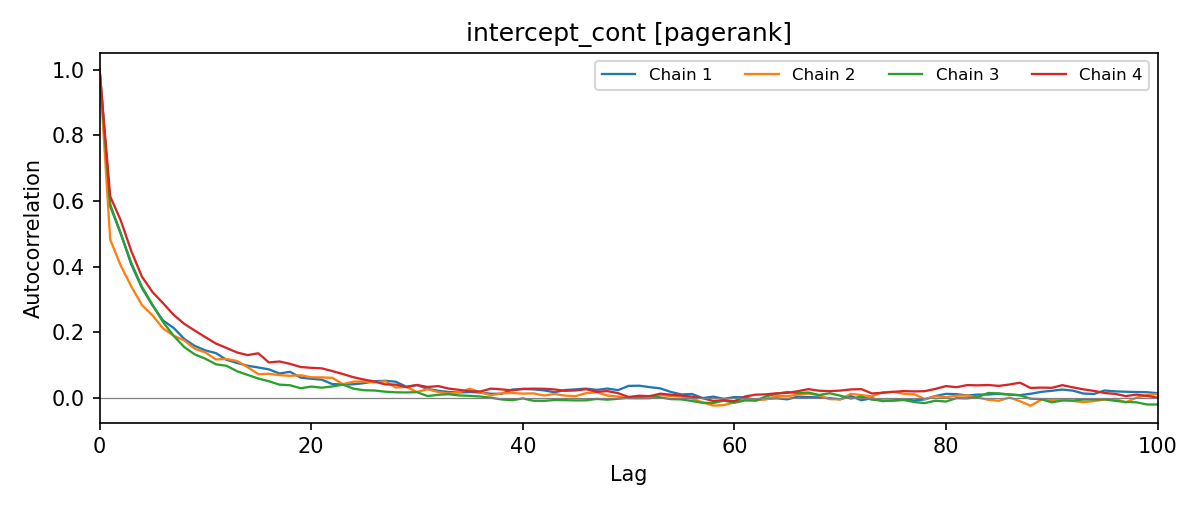 intercept_cont [pagerank]
Chain 1 Chain 2 Chain 3 Chain 4
Autocorrelation
1.0
0.8
0.6
0.4
0.2
0.0
0 20 40 60 80 100
Lag